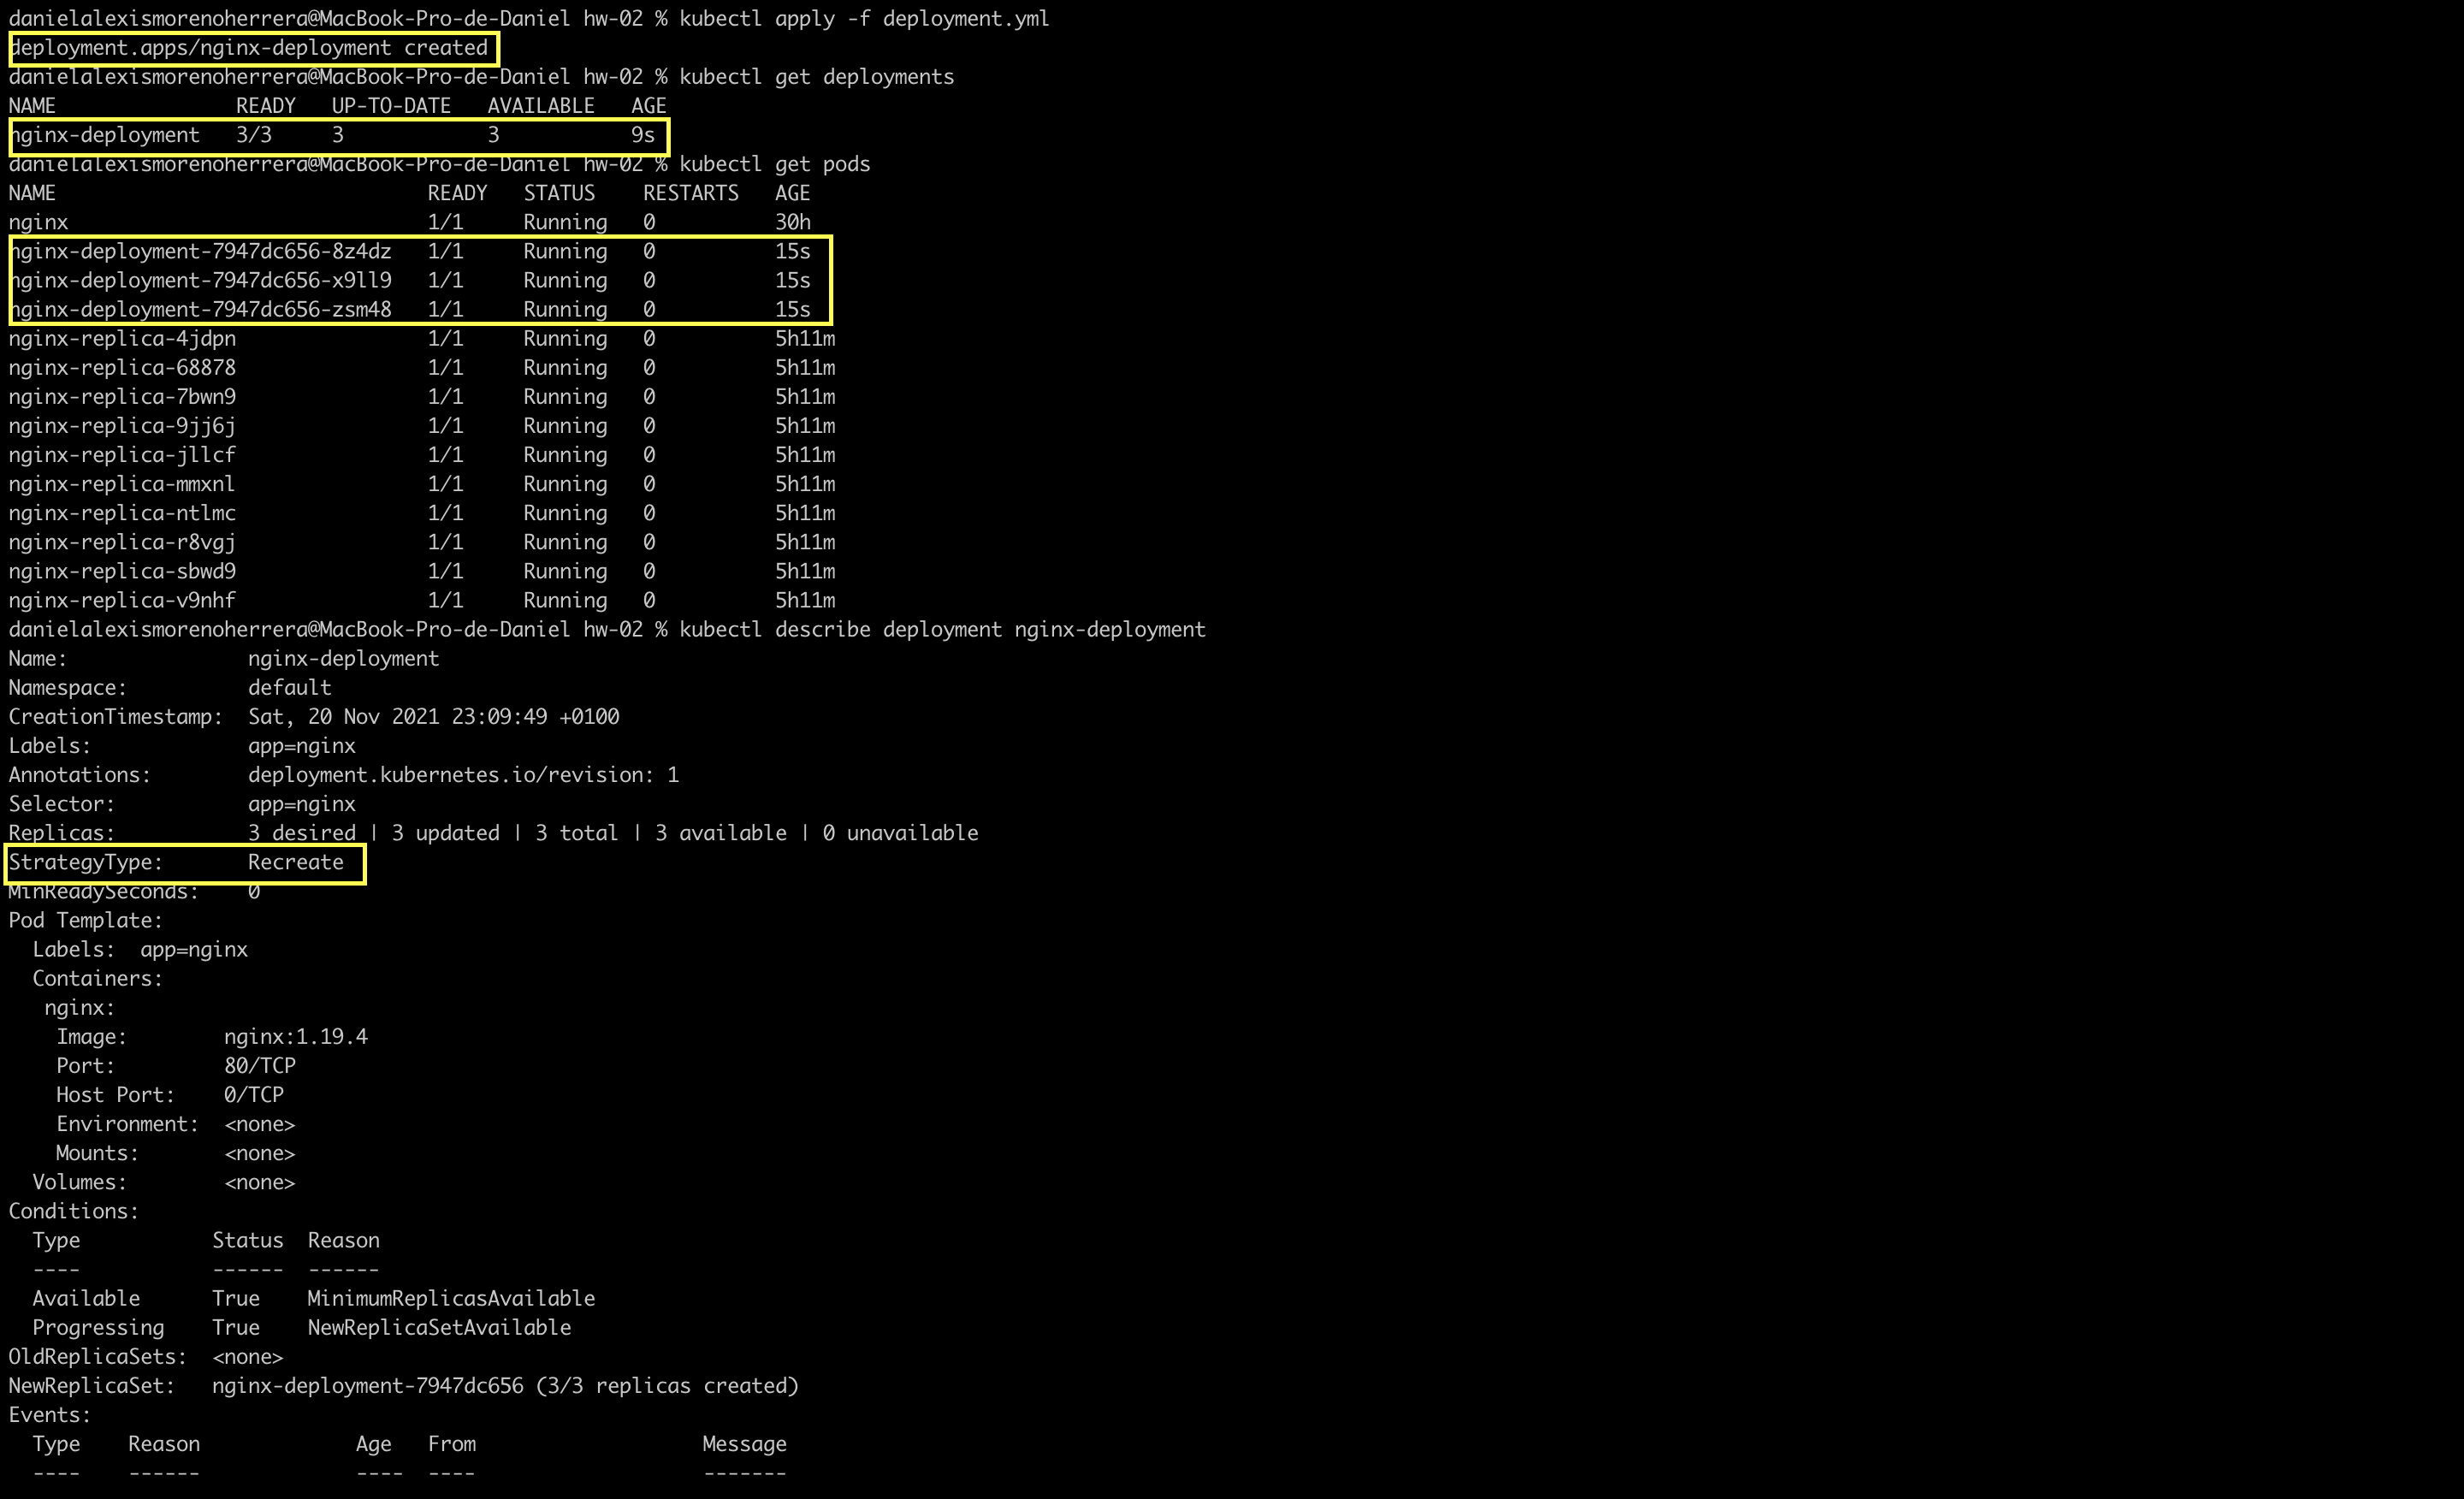 danielalexismorenoherrera@MacBook-Pro-de-Daniel hw-02 % kubectl apply -f deployment.yml
deployment.apps/nginx-deployment created
danielalexismorenoherrera@MacBook-Pro-de-Daniel hw-02 % kubectl get deployments
NAME               READY   UP-TO-DATE   AVAILABLE   AGE
nginx-deployment   3/3     3            3           9s
danielalexismorenoherrera@MacBook-Pro-de-Daniel hw-02 % kubectl get pods
NAME                               READY   STATUS    RESTARTS   AGE
nginx                              1/1     Running   0          30h
nginx-deployment-7947dc656-8z4dz   1/1     Running   0          15s
nginx-deployment-7947dc656-x9ll9   1/1     Running   0          15s
nginx-deployment-7947dc656-zsm48   1/1     Running   0          15s
nginx-replica-4jdpn                1/1     Running   0          5h11m
nginx-replica-68878                1/1     Running   0          5h11m
nginx-replica-7bwn9                1/1     Running   0          5h11m
nginx-replica-9jj6j                1/1     Running   0          5h11m
nginx-replica-jllcf                1/1     Running   0          5h11m
nginx-replica-mmxnl                1/1     Running   0          5h11m
nginx-replica-ntlmc                1/1     Running   0          5h11m
nginx-replica-r8vgj                1/1     Running   0          5h11m
nginx-replica-sbwd9                1/1     Running   0          5h11m
nginx-replica-v9nhf                1/1     Running   0          5h11m
danielalexismorenoherrera@MacBook-Pro-de-Daniel hw-02 % kubectl describe deployment nginx-deployment
Name:               nginx-deployment
Namespace:          default
CreationTimestamp:  Sat, 20 Nov 2021 23:09:49 +0100
Labels:             app=nginx
Annotations:        deployment.kubernetes.io/revision: 1
Selector:           app=nginx
Replicas:           3 desired | 3 updated | 3 total | 3 available | 0 unavailable
StrategyType:       Recreate
MinReadySeconds:    0
Pod Template:
  Labels:  app=nginx
  Containers:
   nginx:
    Image:        nginx:1.19.4
    Port:         80/TCP
    Host Port:    0/TCP
    Environment:  <none>
    Mounts:       <none>
  Volumes:        <none>
Conditions:
  Type           Status  Reason
  ----           ------  ------
  Available      True    MinimumReplicasAvailable
  Progressing    True    NewReplicaSetAvailable
OldReplicaSets:  <none>
NewReplicaSet:   nginx-deployment-7947dc656 (3/3 replicas created)
Events:
  Type    Reason             Age   From                   Message
  ----    ------             ----  ----                   -------